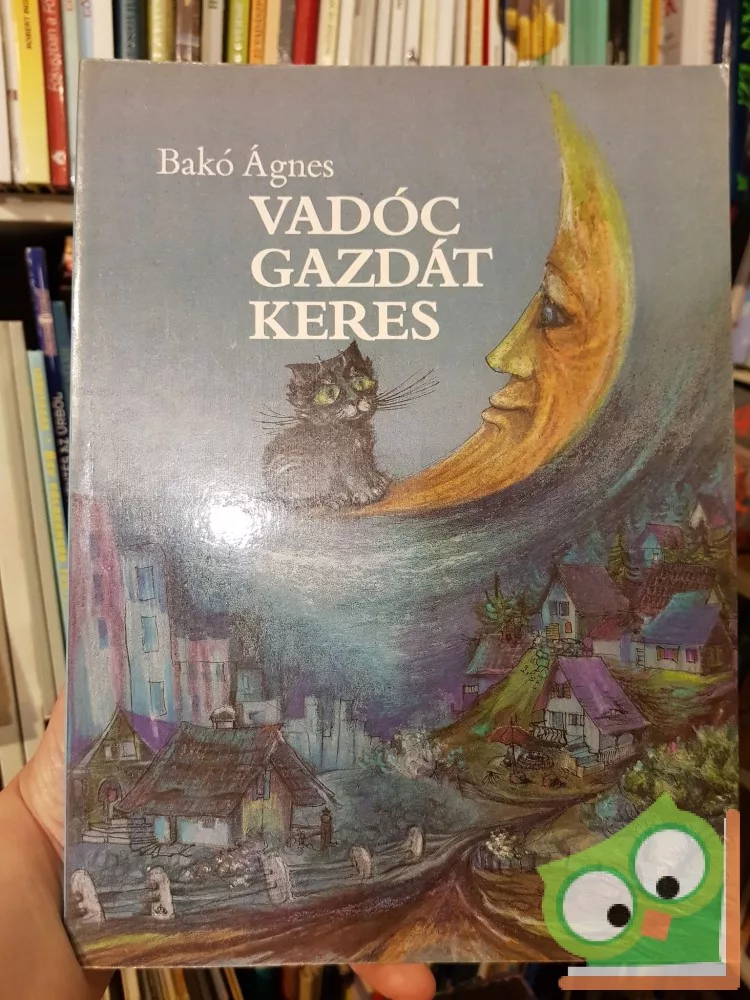 Bakó Ágnes
VADÓC
GAZDÁT
KERES